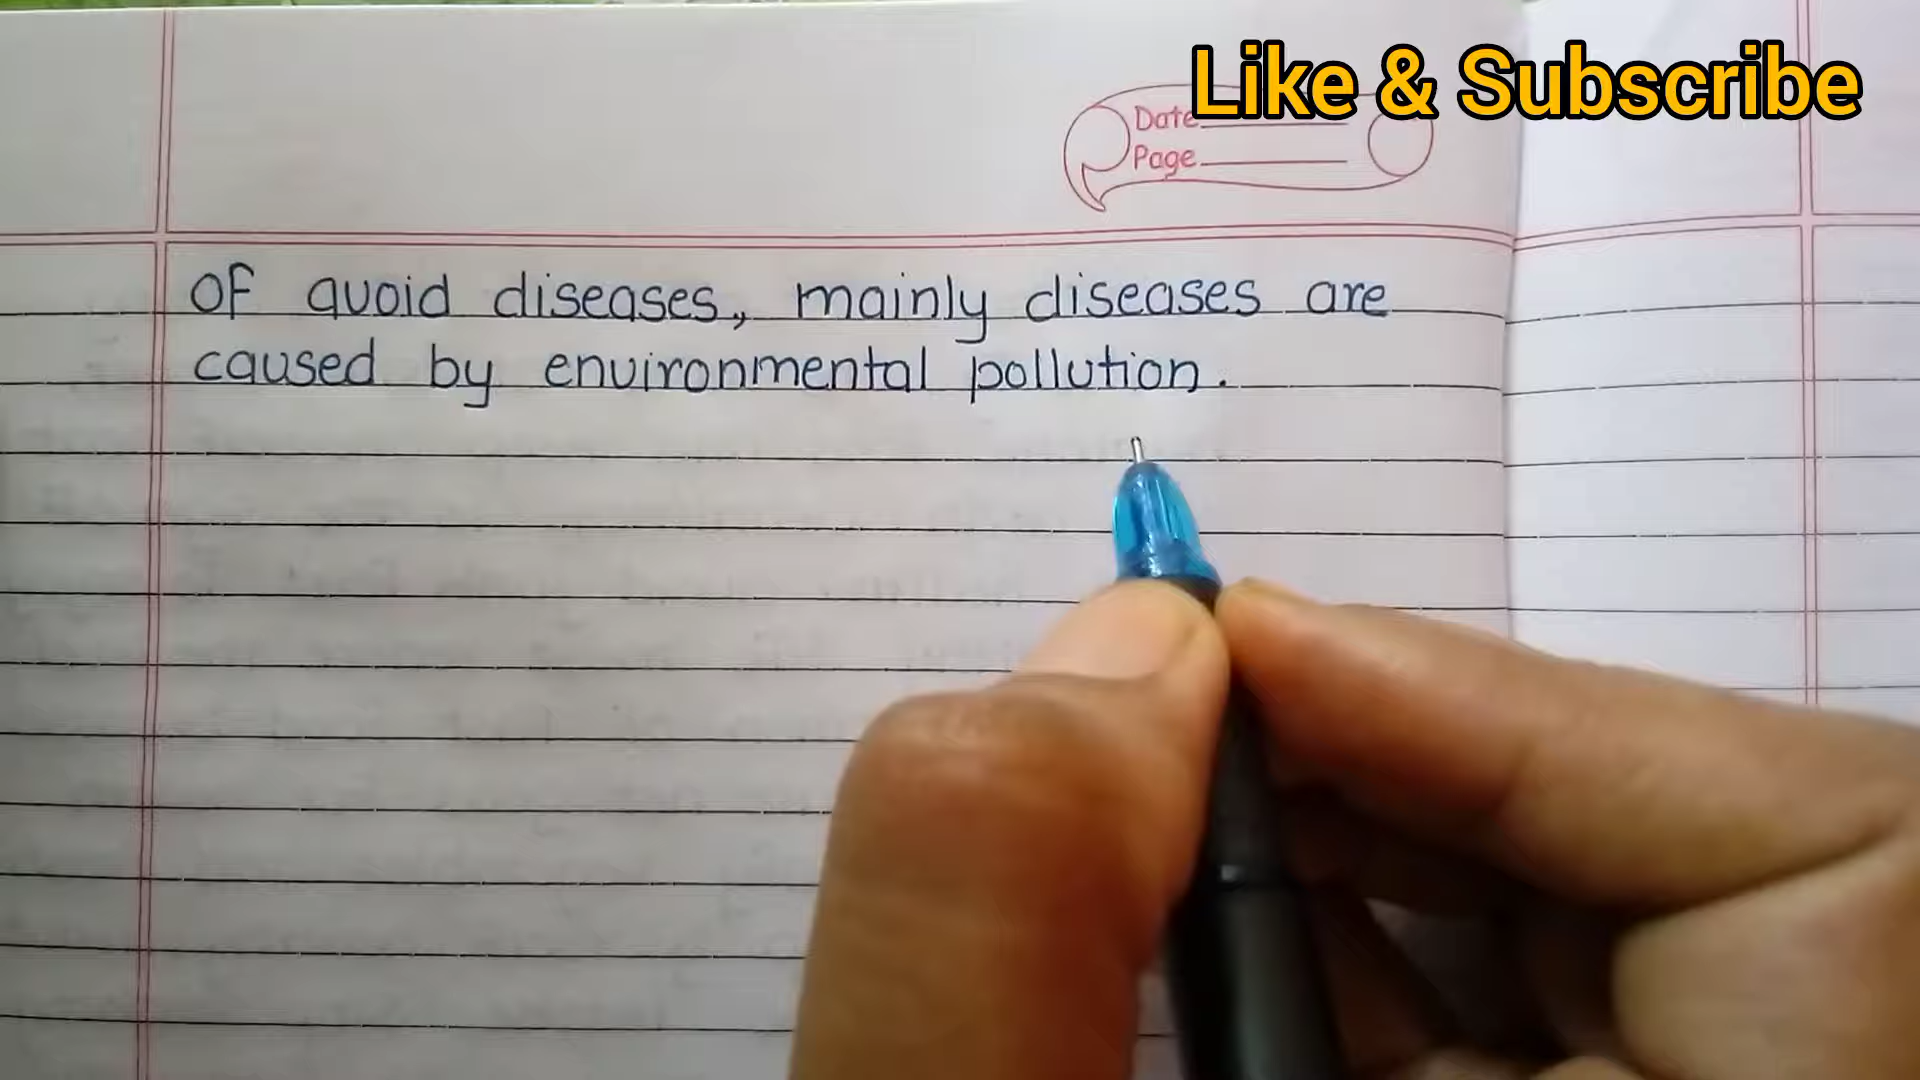 Like & Subscribe
Date
Page
of avoid diseases, mainly diseases are
caused by environmental pollution.